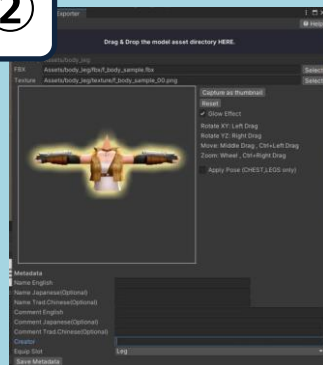 ②
Exporter
Help
Drag & Drop the model asset directory HERE.
Assets/body_leg
FBX Assets/body_leg/fbx/f_body_sample.fbx Select
Texture Assets/body_leg/texture/f_body_sample_00.png Select
Capture as thumbnail
Reset
Glow Effect
Rotate XY: Left Drag
Rotate YZ: Right Drag
Move: Middle Drag , Ctrl+Left Drag
Zoom: Wheel , Ctrl+Right Drag
Apply Pose (CHEST,LEGS only)
Metadata
Name English
Name Japanese(Optional)
Name Trad.Chinese(Optional)
Comment English
Comment Japanese(Optional)
Comment Trad.Chinese(Optional)
Creator
Equip Slot Leg
Save Metadata